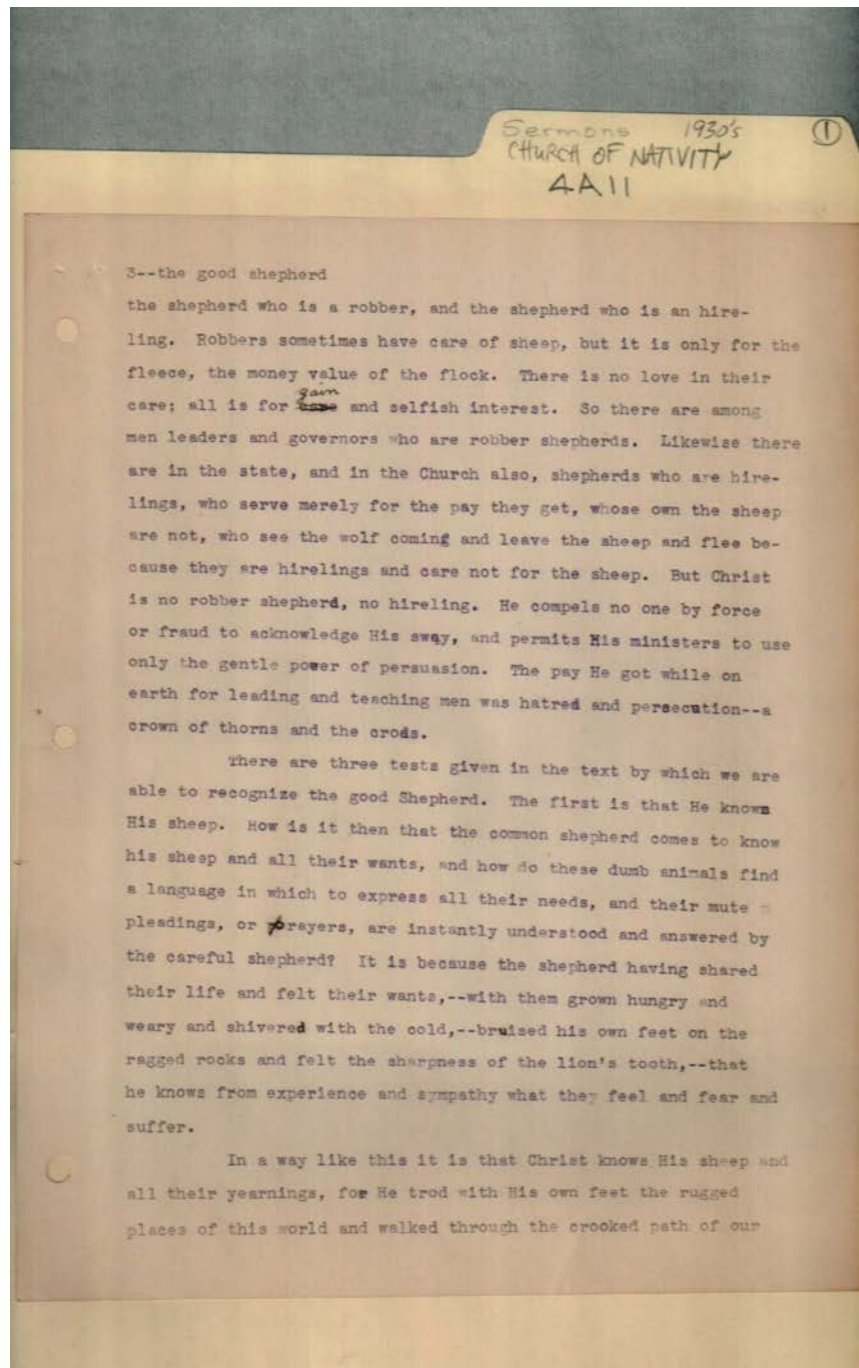 Sermons 1930's ①
CHURCH OF NATIVITY
4A11
3--the good shepherd
the shepherd who is a robber, and the shepherd who is an hire-
ling. Robbers sometimes have care of sheep, but it is only for the
fleece, the money value of the flock. There is no love in their
gain
care; all is for and selfish interest. So there are among
men leaders and governors who are robber shepherds. Likewise there
are in the state, and in the Church also, shepherds who are hire-
lings, who serve merely for the pay they get, whose own the sheep
are not, who see the wolf coming and leave the sheep and flee be-
cause they are hirelings and care not for the sheep. But Christ
is no robber shepherd, no hireling. He compels no one by force
or fraud to acknowledge His sway, and permits His ministers to use
only the gentle power of persuasion. The pay He got while on
earth for leading and teaching men was hatred and persecution--a
crown of thorns and the crods.
There are three tests given in the text by which we are
able to recognize the good Shepherd. The first is that He knows
His sheep. How is it then that the common shepherd comes to know
his sheep and all their wants, and how do these dumb animals find
a language in which to express all their needs, and their mute
pleadings, or prayers, are instantly understood and answered by
the careful shepherd? It is because the shepherd having shared
their life and felt their wants,--with them grown hungry and
weary and shivered with the cold,--bruised his own feet on the
ragged rocks and felt the sharpness of the lion's tooth,--that
he knows from experience and sympathy what they feel and fear and
suffer.
In a way like this it is that Christ knows His sheep and
all their yearnings, for He trod with His own feet the rugged
places of this world and walked through the crooked path of our